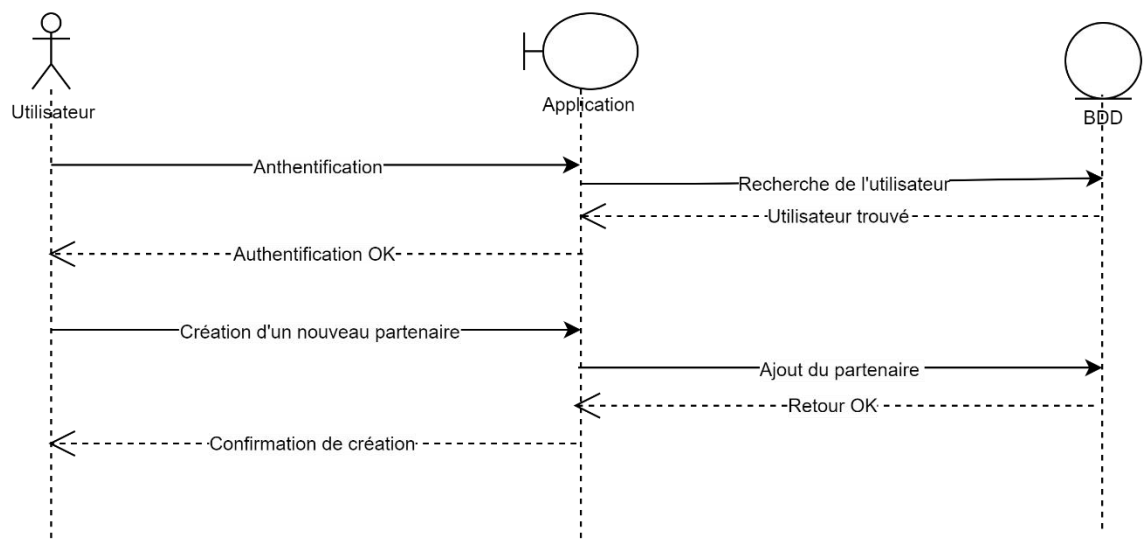 Utilisateur
Application
BDD
Anthentification
Recherche de l'utilisateur
Utilisateur trouvé
Authentification OK
Création d'un nouveau partenaire
Ajout du partenaire
Retour OK
Confirmation de création